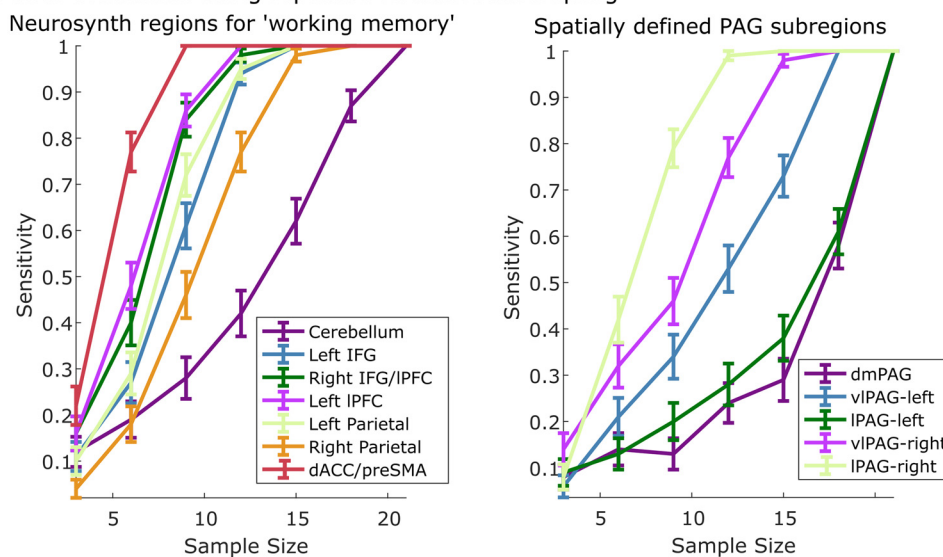 Neurosynth regions for 'working memory'
Spatially defined PAG subregions
1
0.9
0.8
0.7
0.6
0.5
0.4
0.3
0.2
0.1
Sensitivity
5
10
15
20
Sample Size
Cerebellum
Left IFG
Right IFG/lPFC
Left lPFC
Left Parietal
Right Parietal
dACC/preSMA
1
0.9
0.8
0.7
0.6
0.5
0.4
0.3
0.2
0.1
Sensitivity
5
10
15
Sample Size
dmPAG
vlPAG-left
lPAG-left
vlPAG-right
lPAG-right